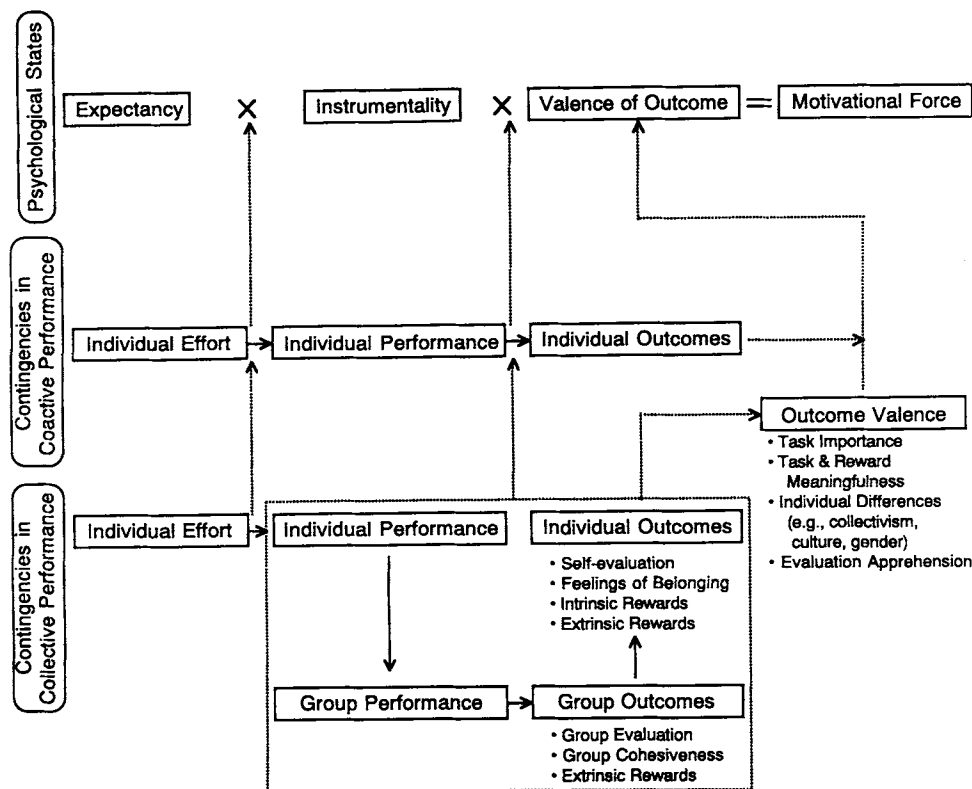 Psychological States
Expectancy
×
Instrumentality
×
Valence of Outcome
=
Motivational Force
Contingencies in
Coactive Performance
Individual Effort
Individual Performance
Individual Outcomes
Outcome Valence
• Task Importance
• Task & Reward
Meaningfulness
• Individual Differences
(e.g., collectivism,
culture, gender)
• Evaluation Apprehension
Contingencies in
Collective Performance
Individual Effort
Individual Performance
Individual Outcomes
• Self-evaluation
• Feelings of Belonging
• Intrinsic Rewards
• Extrinsic Rewards
Group Performance
Group Outcomes
• Group Evaluation
• Group Cohesiveness
• Extrinsic Rewards